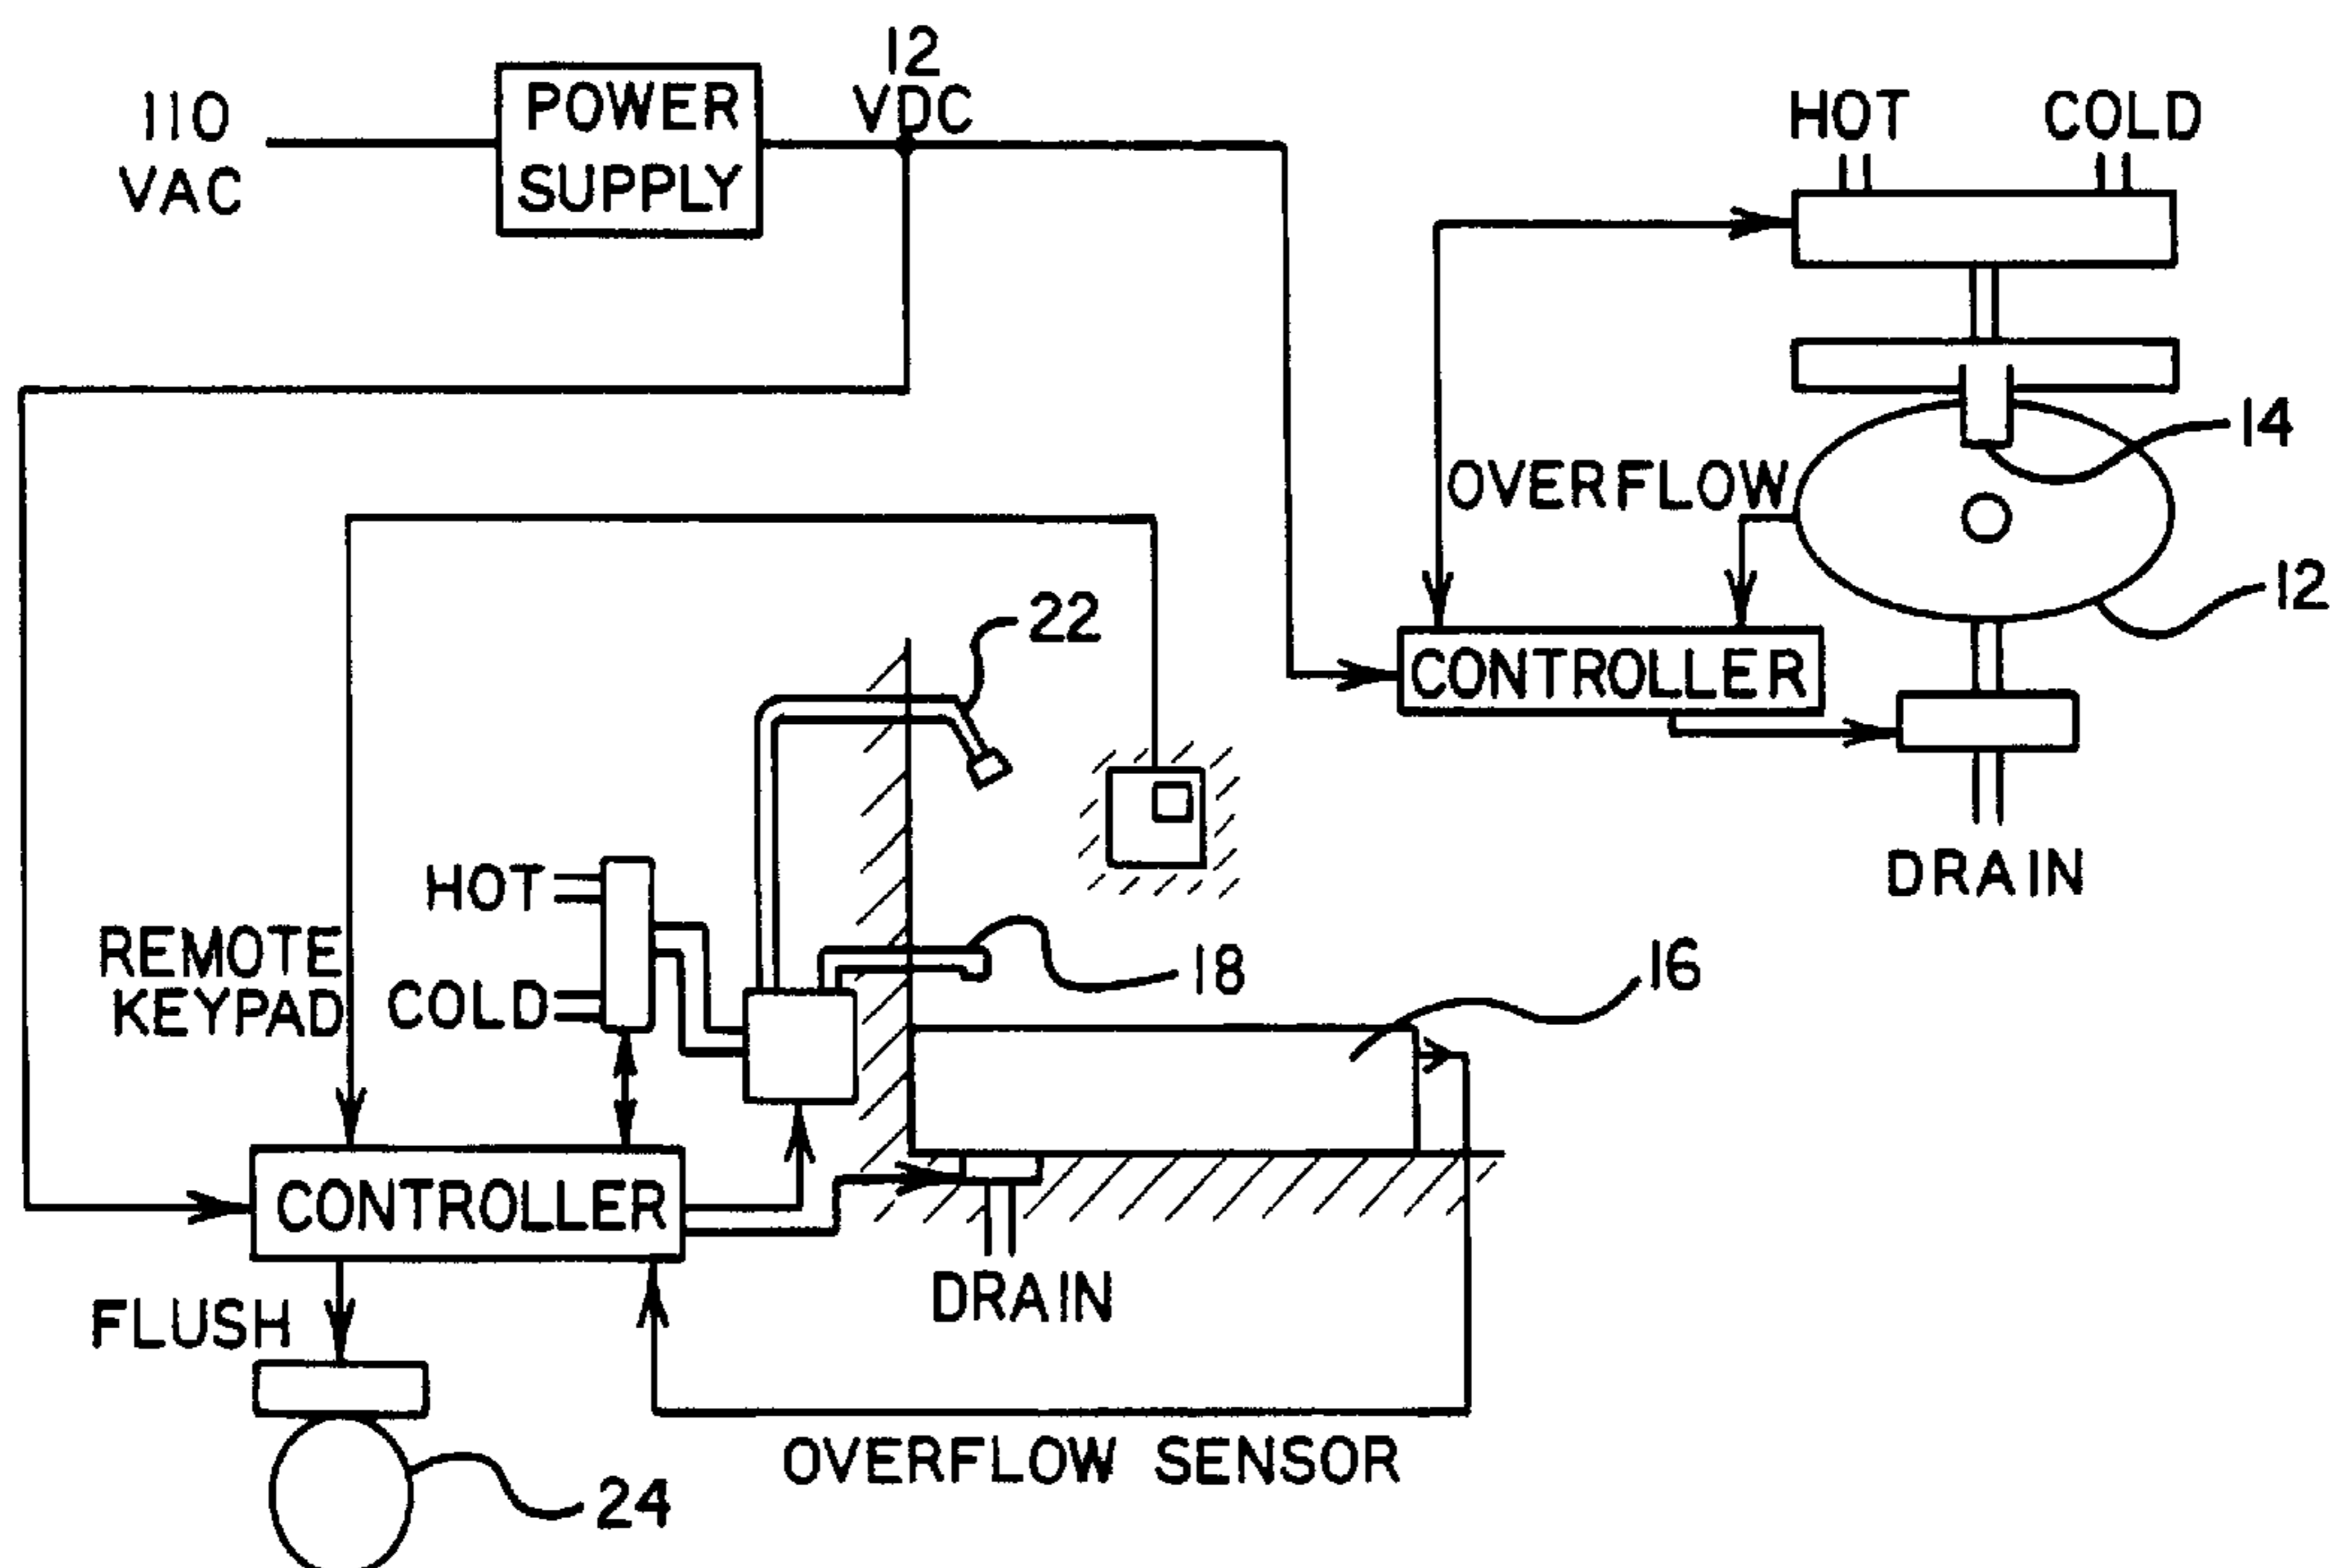 12
VDC
110
VAC
POWER
SUPPLY
HOT
COLD
14
OVERFLOW
12
22
CONTROLLER
DRAIN
HOT
REMOTE
KEYPAD
COLD
18
16
CONTROLLER
DRAIN
FLUSH
OVERFLOW SENSOR
24